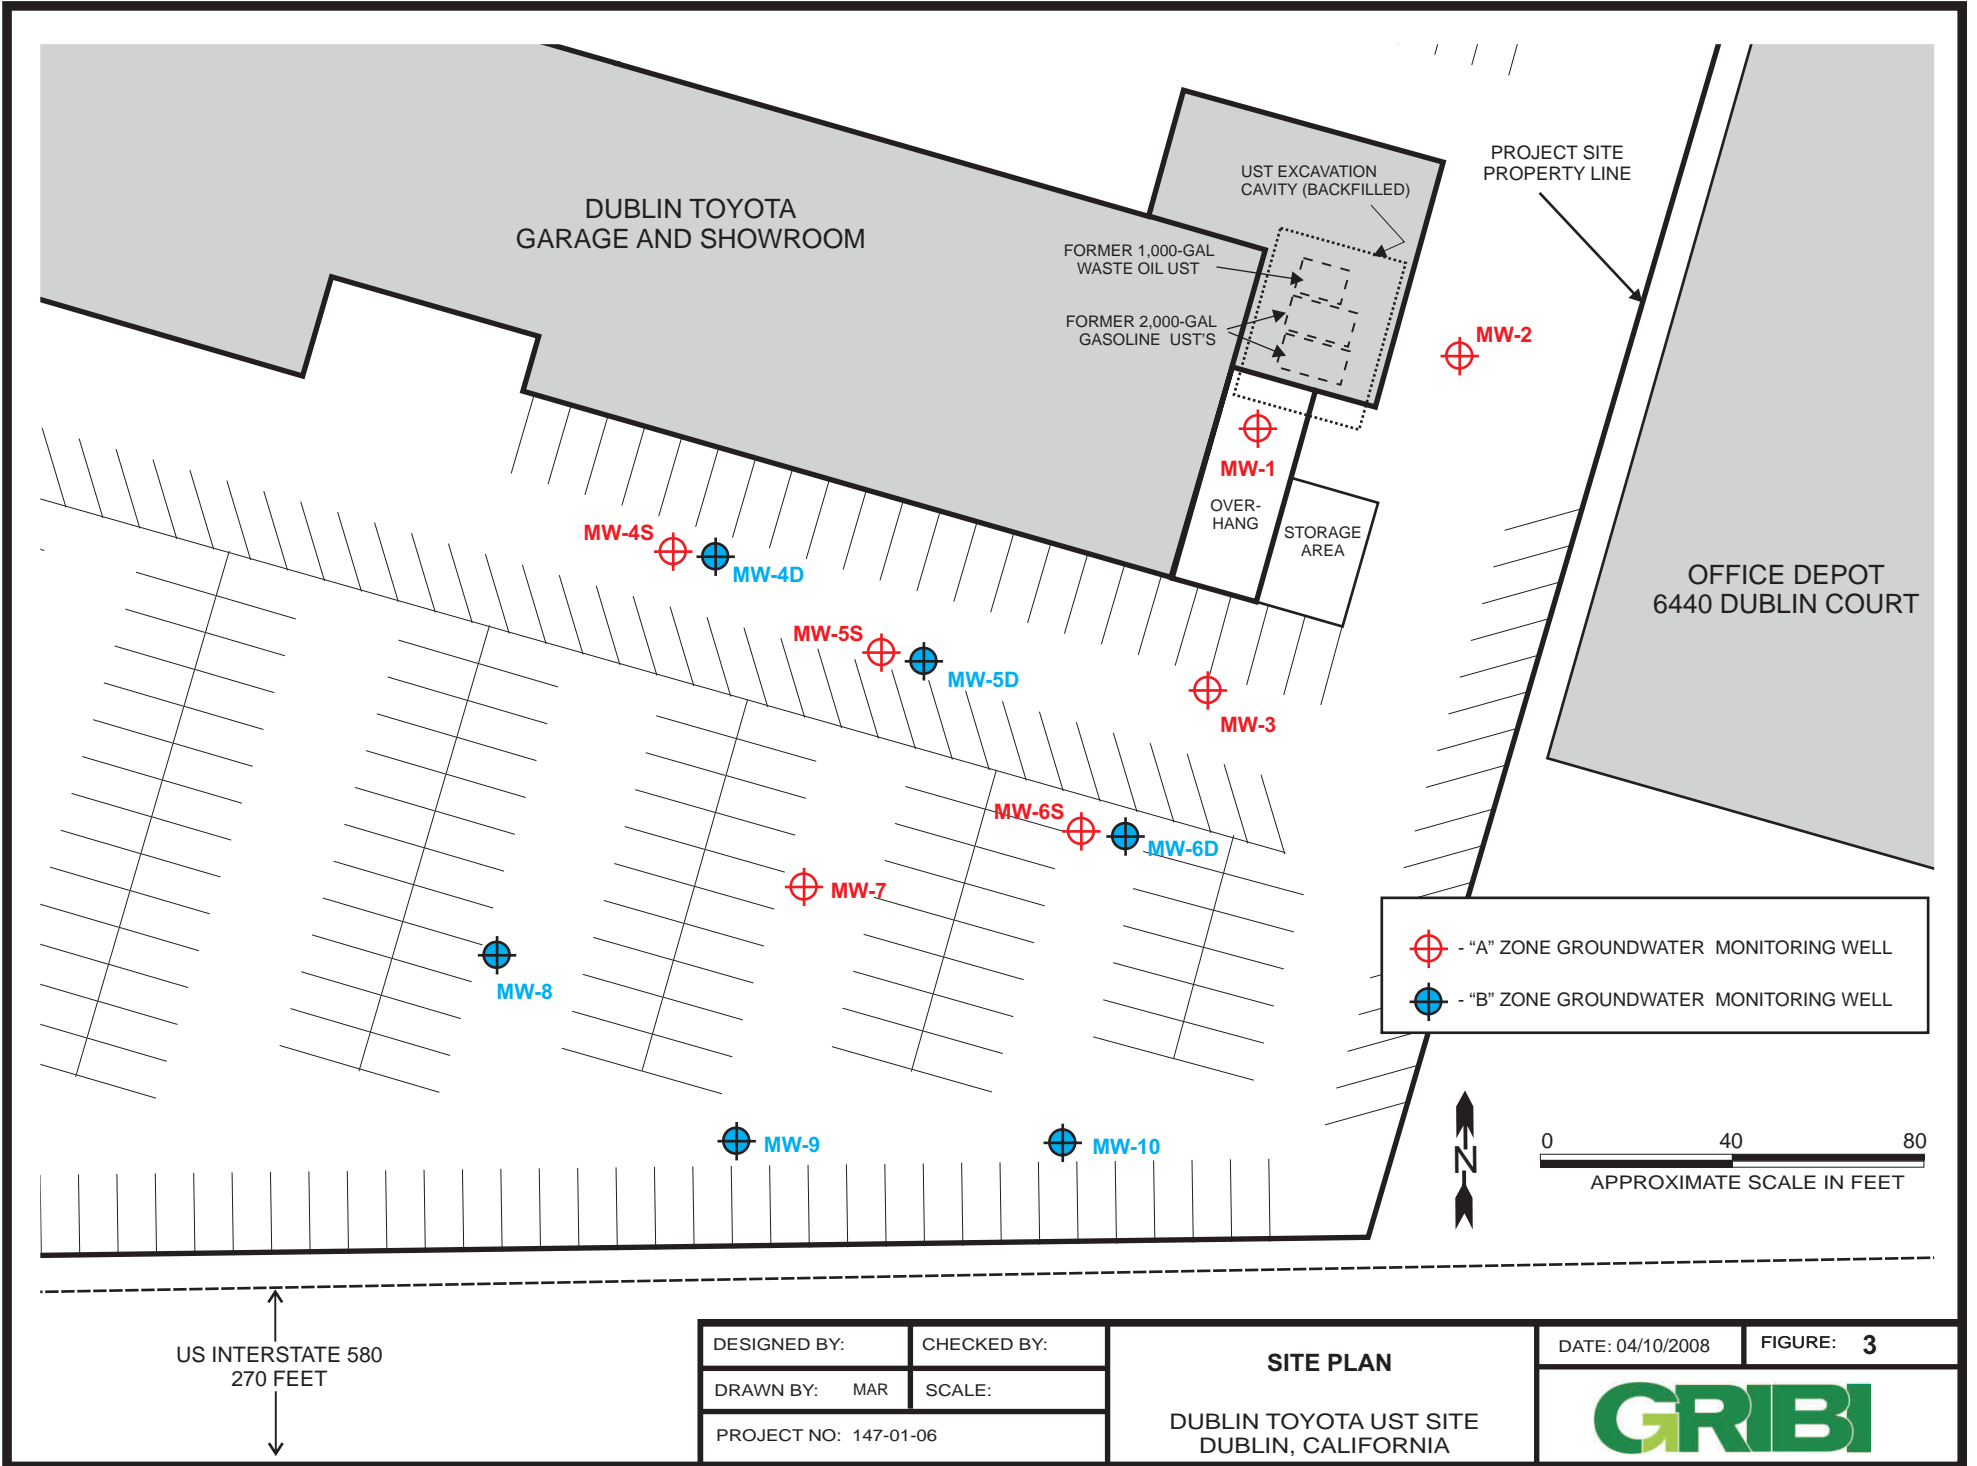 DUBLIN TOYOTA
GARAGE AND SHOWROOM
UST EXCAVATION
CAVITY (BACKFILLED)
PROJECT SITE
PROPERTY LINE
FORMER 1,000-GAL
WASTE OIL UST
FORMER 2,000-GAL
GASOLINE UST'S
MW-2
MW-1
OVER-
HANG
STORAGE
AREA
MW-4S
MW-4D
OFFICE DEPOT
6440 DUBLIN COURT
MW-5S
MW-5D
MW-3
MW-6S
MW-6D
MW-7
MW-8
- “A” ZONE GROUNDWATER MONITORING WELL
- “B” ZONE GROUNDWATER MONITORING WELL
MW-9
MW-10
N
0 40 80
APPROXIMATE SCALE IN FEET
US INTERSTATE 580
270 FEET
DESIGNED BY:
CHECKED BY:
DRAWN BY: MAR
SCALE:
PROJECT NO: 147-01-06
SITE PLAN
DUBLIN TOYOTA UST SITE
DUBLIN, CALIFORNIA
DATE: 04/10/2008
FIGURE: 3
GRIBI